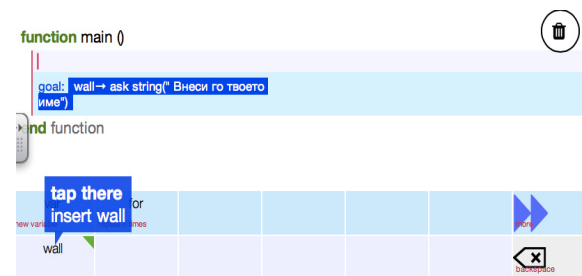 function main ()
goal: wall→ ask string(" Внеси го твоето
име")
end function
tap there
insert wall
for
new
more
wall
backspace